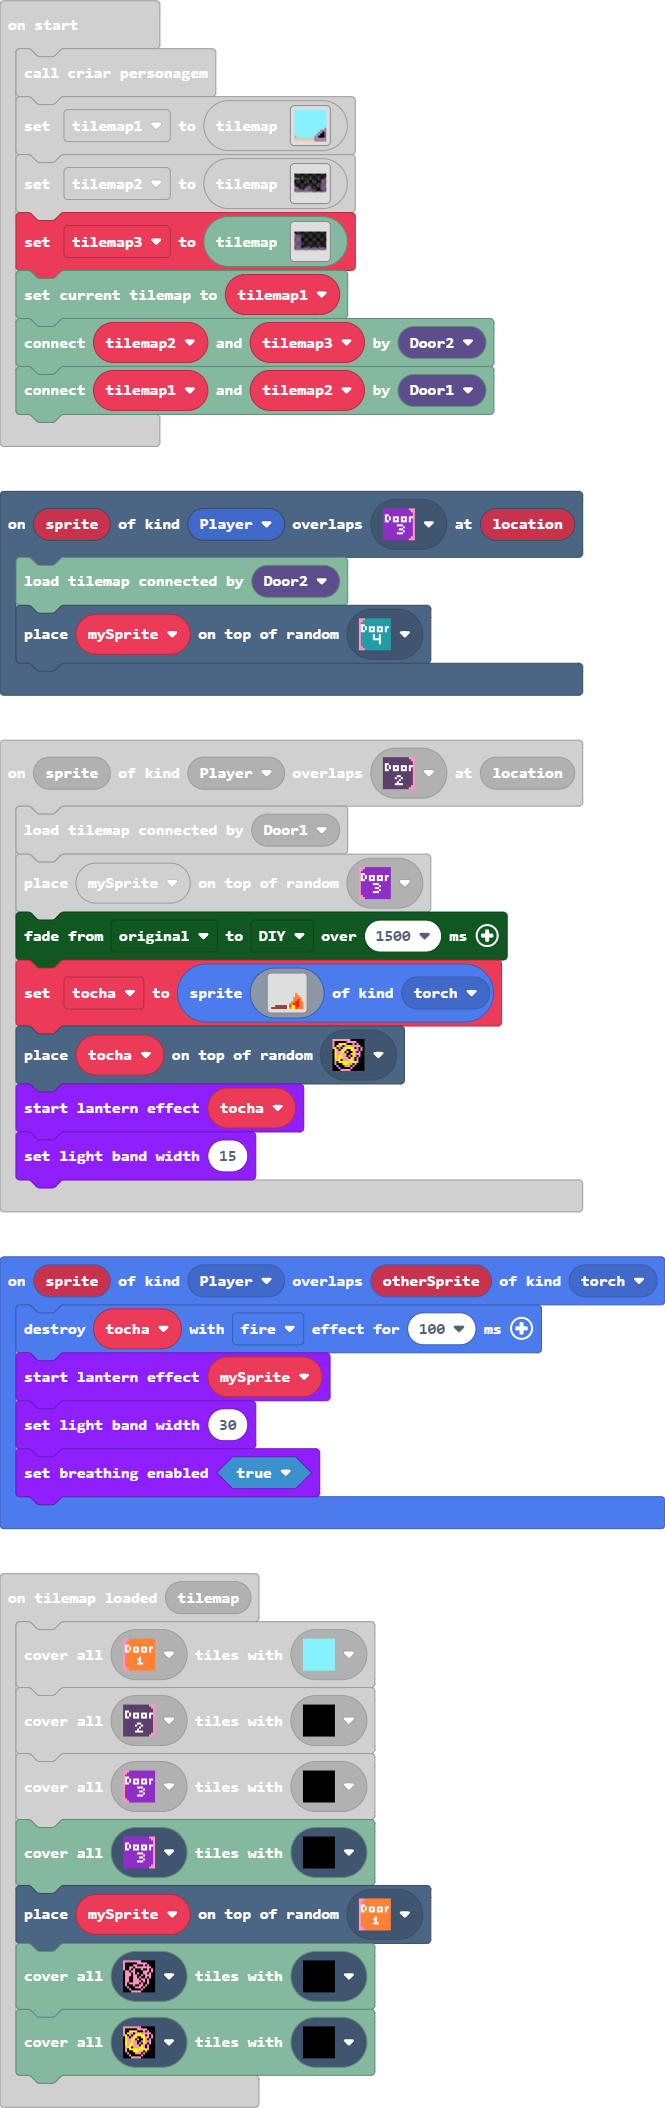 on start
call criar personagem
set tilemap1 to tilemap
set tilemap2 to tilemap
set tilemap3 to tilemap
set current tilemap to tilemap1
connect tilemap2 and tilemap3 by Door2
connect tilemap1 and tilemap2 by Door1
on sprite of kind Player overlaps Door 3 at location
load tilemap connected by Door2
place mySprite on top of random Door 4
on sprite of kind Player overlaps Door 2 at location
load tilemap connected by Door1
place mySprite on top of random Door 3
fade from original to DIY over 1500 ms
set tocha to sprite of kind torch
place tocha on top of random
start lantern effect tocha
set light band width 15
on sprite of kind Player overlaps otherSprite of kind torch
destroy tocha with fire effect for 100 ms
start lantern effect mySprite
set light band width 30
set breathing enabled true
on tilemap loaded tilemap
cover all Door 1 tiles with
cover all Door 2 tiles with
cover all Door 3 tiles with
cover all Door 3 tiles with
place mySprite on top of random Door 1
cover all tiles with
cover all tiles with